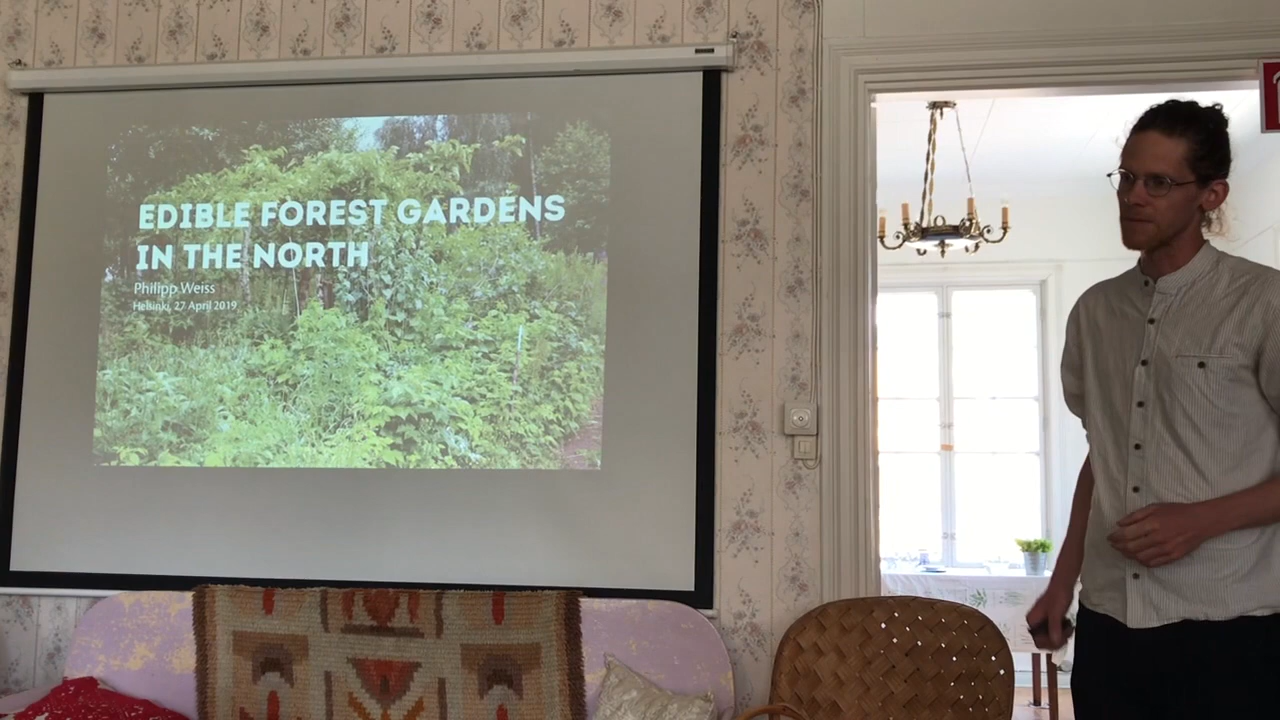 EDIBLE FOREST GARDENS
IN THE NORTH
Philipp Weiss
Helsinki, 27 April 2019